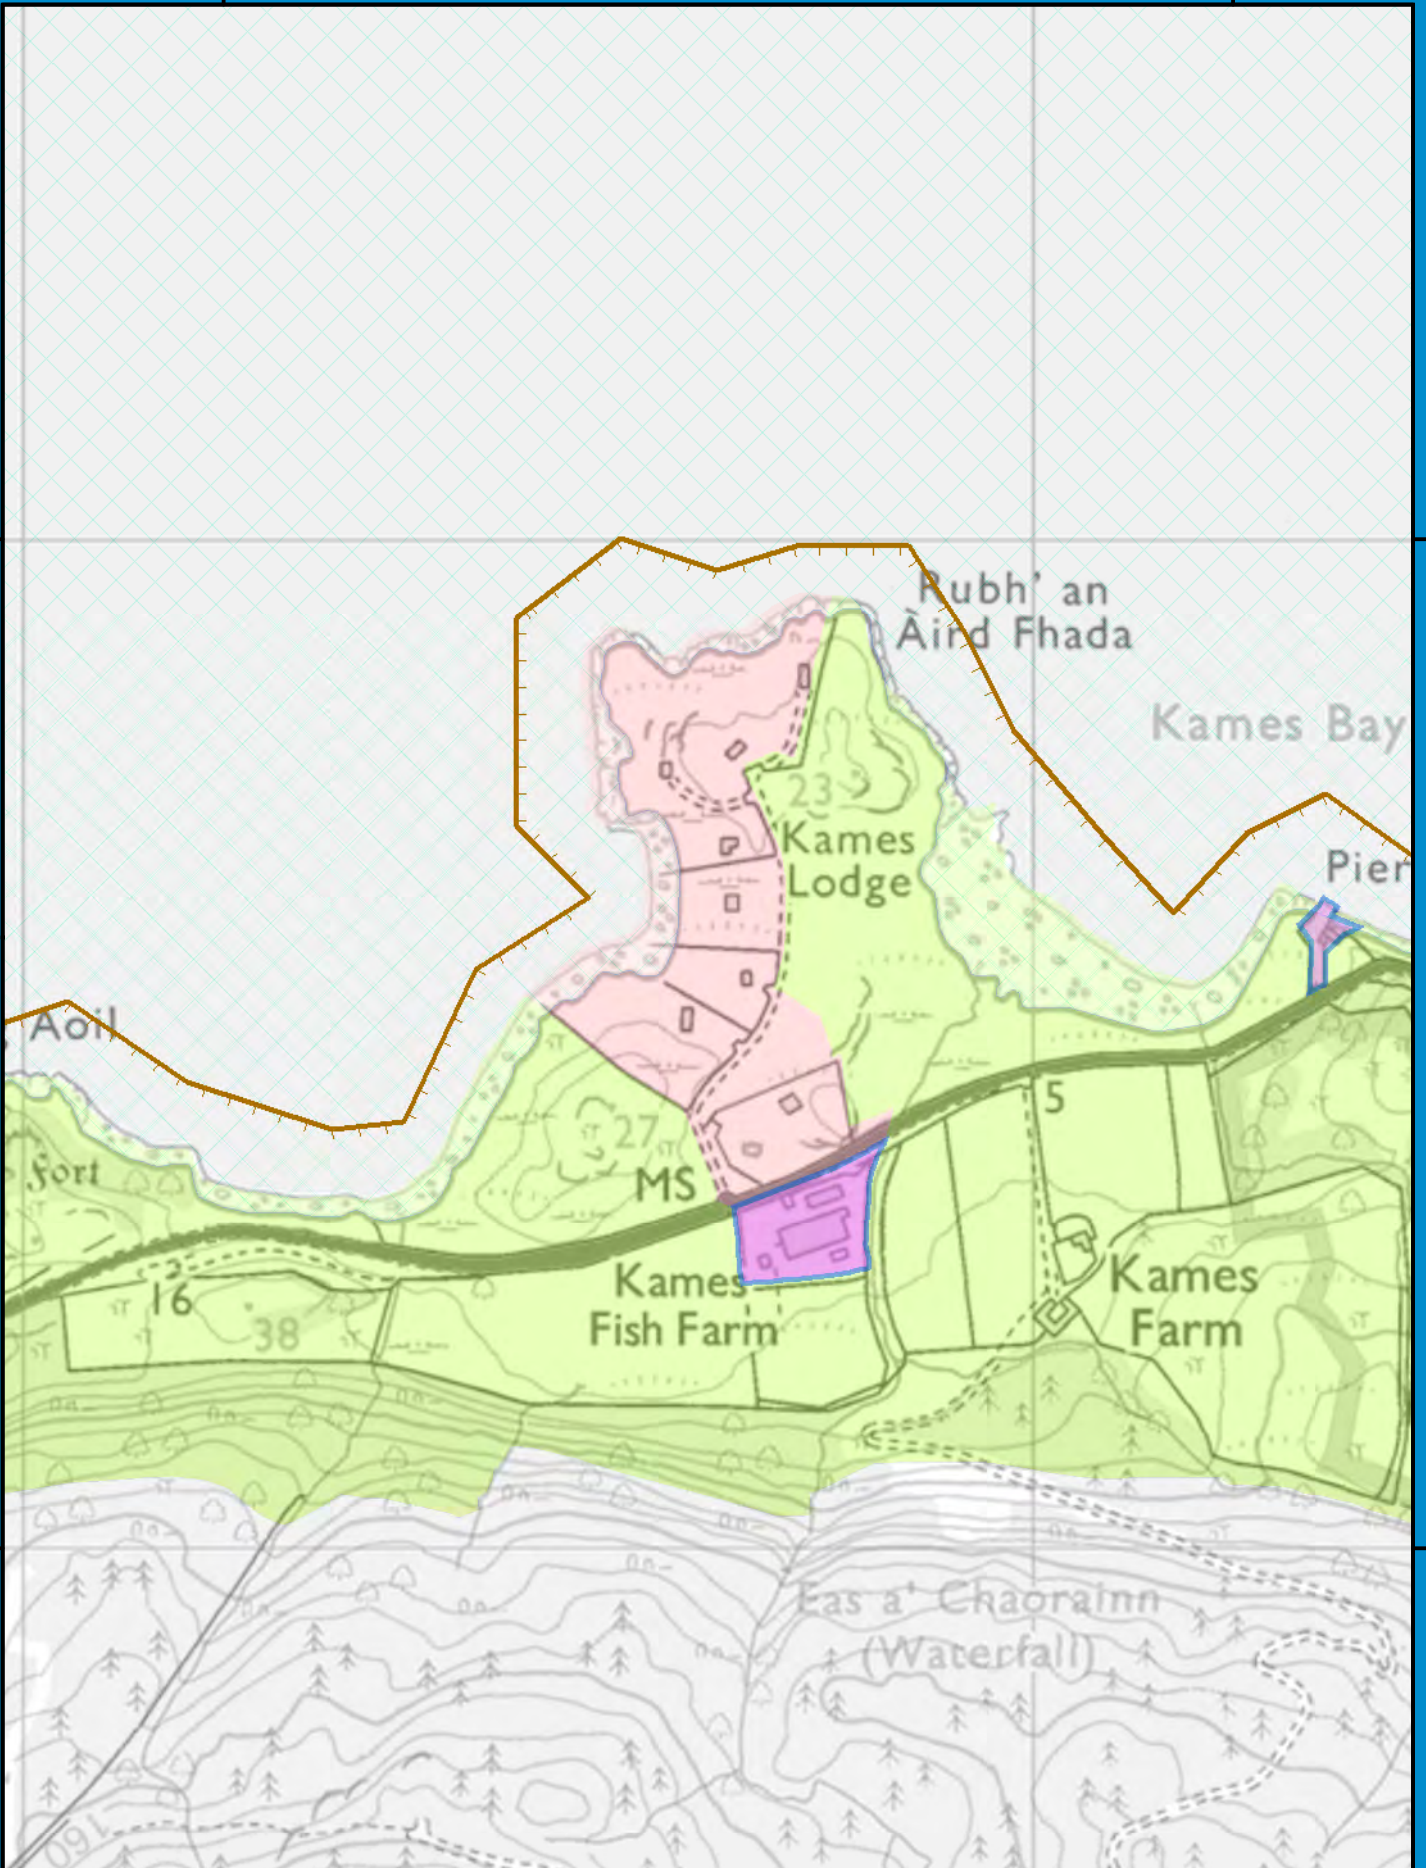 Rubh' an
Àird Fhada
Kames Bay
23
Kames
Lodge
Pier
Aoil
5
27
fort
MS
Kames
Fish Farm
Kames
Farm
16
38
Eas a' Chaorainn
(Waterfall)
160